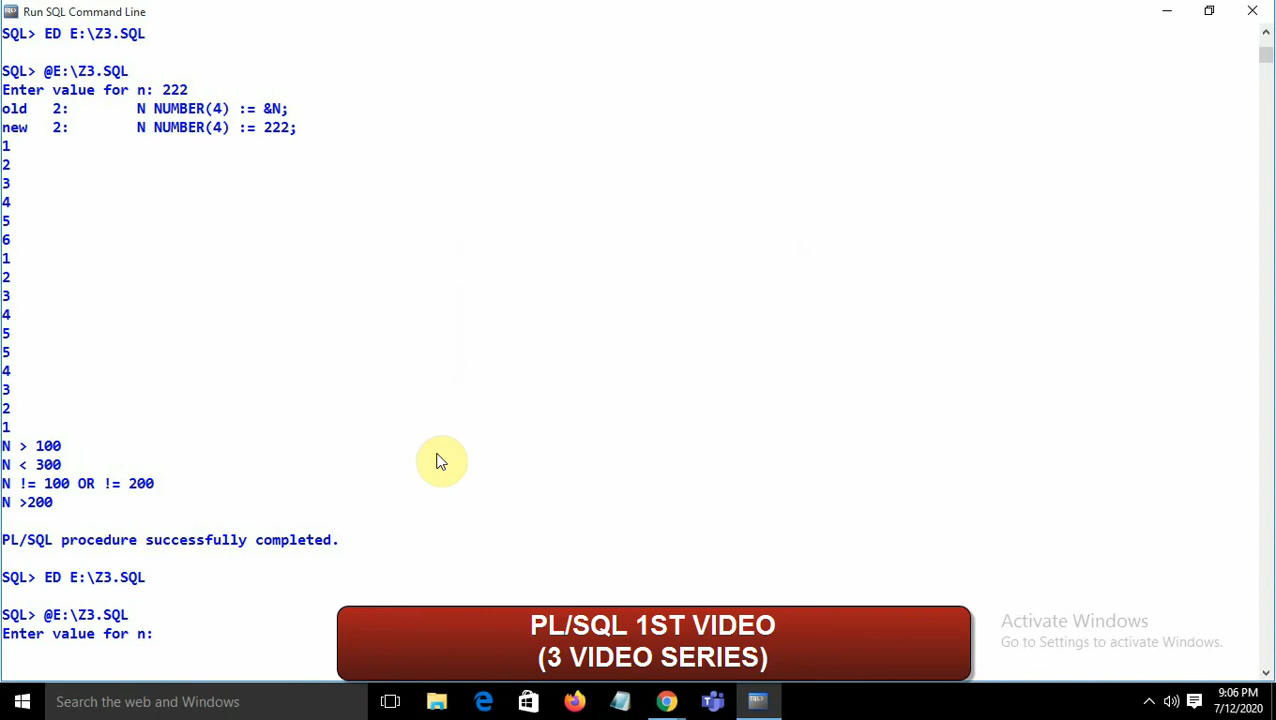 Run SQL Command Line
SQL> ED E:\Z3.SQL
SQL> @E:\Z3.SQL
Enter value for n: 222
old   2:        N NUMBER(4) := &N;
new   2:        N NUMBER(4) := 222;
1
2
3
4
5
6
1
2
3
4
5
5
4
3
2
1
N > 100
N < 300
N != 100 OR != 200
N >200
PL/SQL procedure successfully completed.
SQL> ED E:\Z3.SQL
SQL> @E:\Z3.SQL
Enter value for n:
PL/SQL 1ST VIDEO
(3 VIDEO SERIES)
Activate Windows
Go to Settings to activate Windows.
Search the web and Windows
9:06 PM
7/12/2020